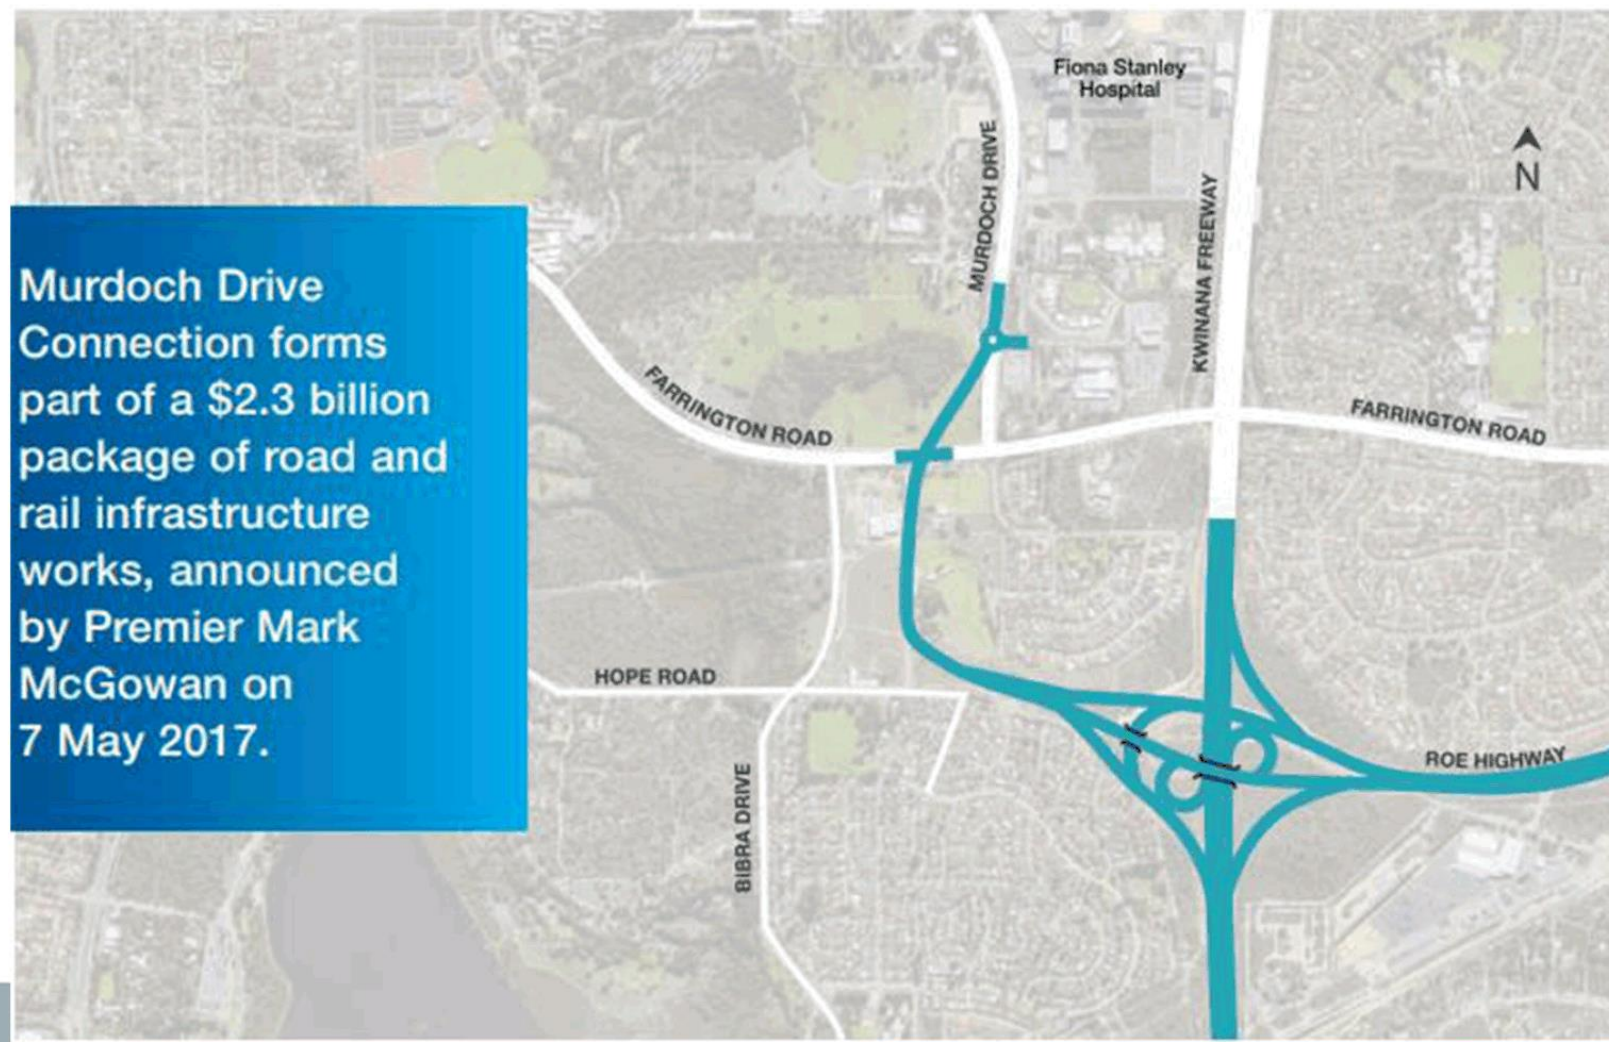 Fiona Stanley
Hospital
N
MURDOCH DRIVE
KWINANA FREEWAY
Murdoch Drive
Connection forms
part of a $2.3 billion
package of road and
rail infrastructure
works, announced
by Premier Mark
McGowan on
7 May 2017.
FARRINGTON ROAD
FARRINGTON ROAD
HOPE ROAD
ROE HIGHWAY
BIBRA DRIVE